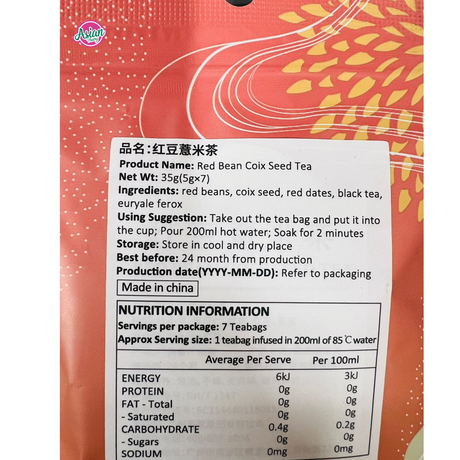 Asian
品名:红豆薏米茶
Product Name: Red Bean Coix Seed Tea
Net Wt: 35g(5g×7)
Ingredients: red beans, coix seed, red dates, black tea,
euryale ferox
Using Suggestion: Take out the tea bag and put it into
the cup; Pour 200ml hot water; Soak for 2 minutes
Storage: Store in cool and dry place
Best before: 24 month from production
Production date(YYYY-MM-DD): Refer to packaging
Made in china
NUTRITION INFORMATION
Servings per package: 7 Teabags
Approx Serving size: 1 teabag infused in 200ml of 85℃ water
Average Per Serve Per 100ml
ENERGY 6kJ 3kJ
PROTEIN 0g 0g
FAT - Total 0g 0g
- Saturated 0g 0g
CARBOHYDRATE 0.4g 0.2g
- Sugars 0g 0g
SODIUM 0mg 0mg